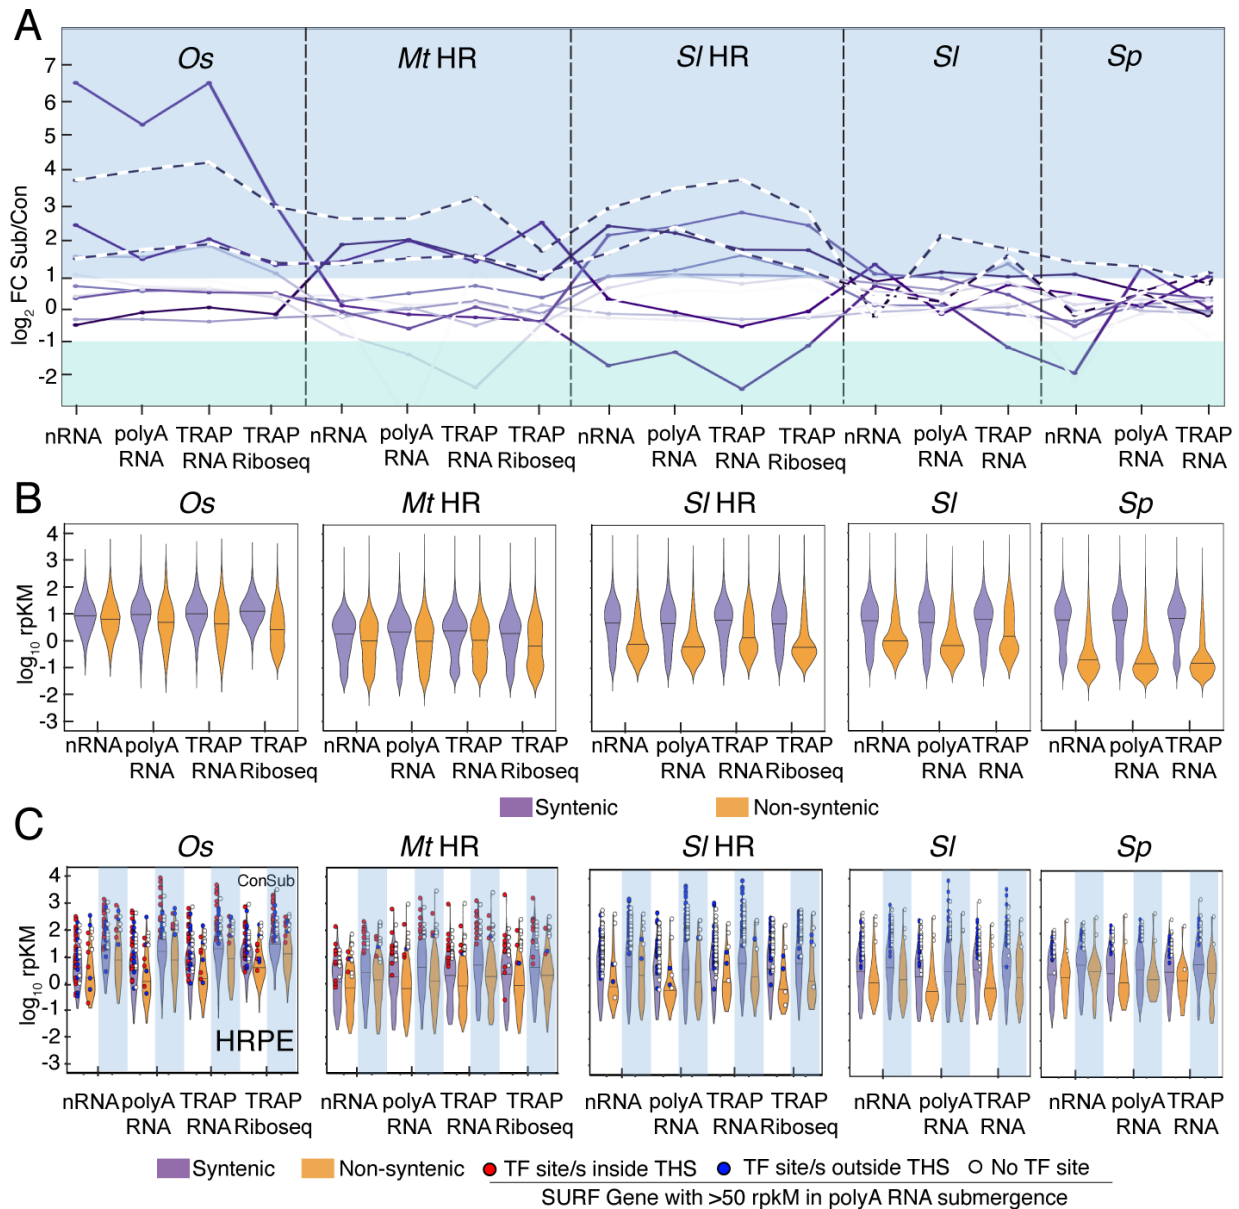 A
Os
Mt HR
Sl HR
Sl
Sp
log2 FC Sub/Con
7
6
5
4
3
2
1
0
-1
-2
nRNA polyA RNA TRAP RNA TRAP Riboseq
nRNA polyA RNA TRAP RNA TRAP Riboseq
nRNA polyA RNA TRAP RNA TRAP Riboseq
nRNA polyA RNA TRAP RNA
nRNA polyA RNA TRAP RNA
B
Os
Mt HR
Sl HR
Sl
Sp
log10 rpKM
4
3
2
1
0
-1
-2
-3
nRNA polyA RNA TRAP RNA TRAP Riboseq
nRNA polyA RNA TRAP RNA TRAP Riboseq
nRNA polyA RNA TRAP RNA TRAP Riboseq
nRNA polyA RNA TRAP RNA
nRNA polyA RNA TRAP RNA
Syntenic Non-syntenic
C
Os
Mt HR
Sl HR
Sl
Sp
log10 rpKM
4
3
2
1
0
-1
-2
-3
ConSub
HRPE
nRNA polyA RNA TRAP RNA TRAP Riboseq
nRNA polyA RNA TRAP RNA TRAP Riboseq
nRNA polyA RNA TRAP RNA TRAP Riboseq
nRNA polyA RNA TRAP RNA
nRNA polyA RNA TRAP RNA
Syntenic Non-syntenic TF site/s inside THS TF site/s outside THS No TF site
SURF Gene with >50 rpkM in polyA RNA submergence